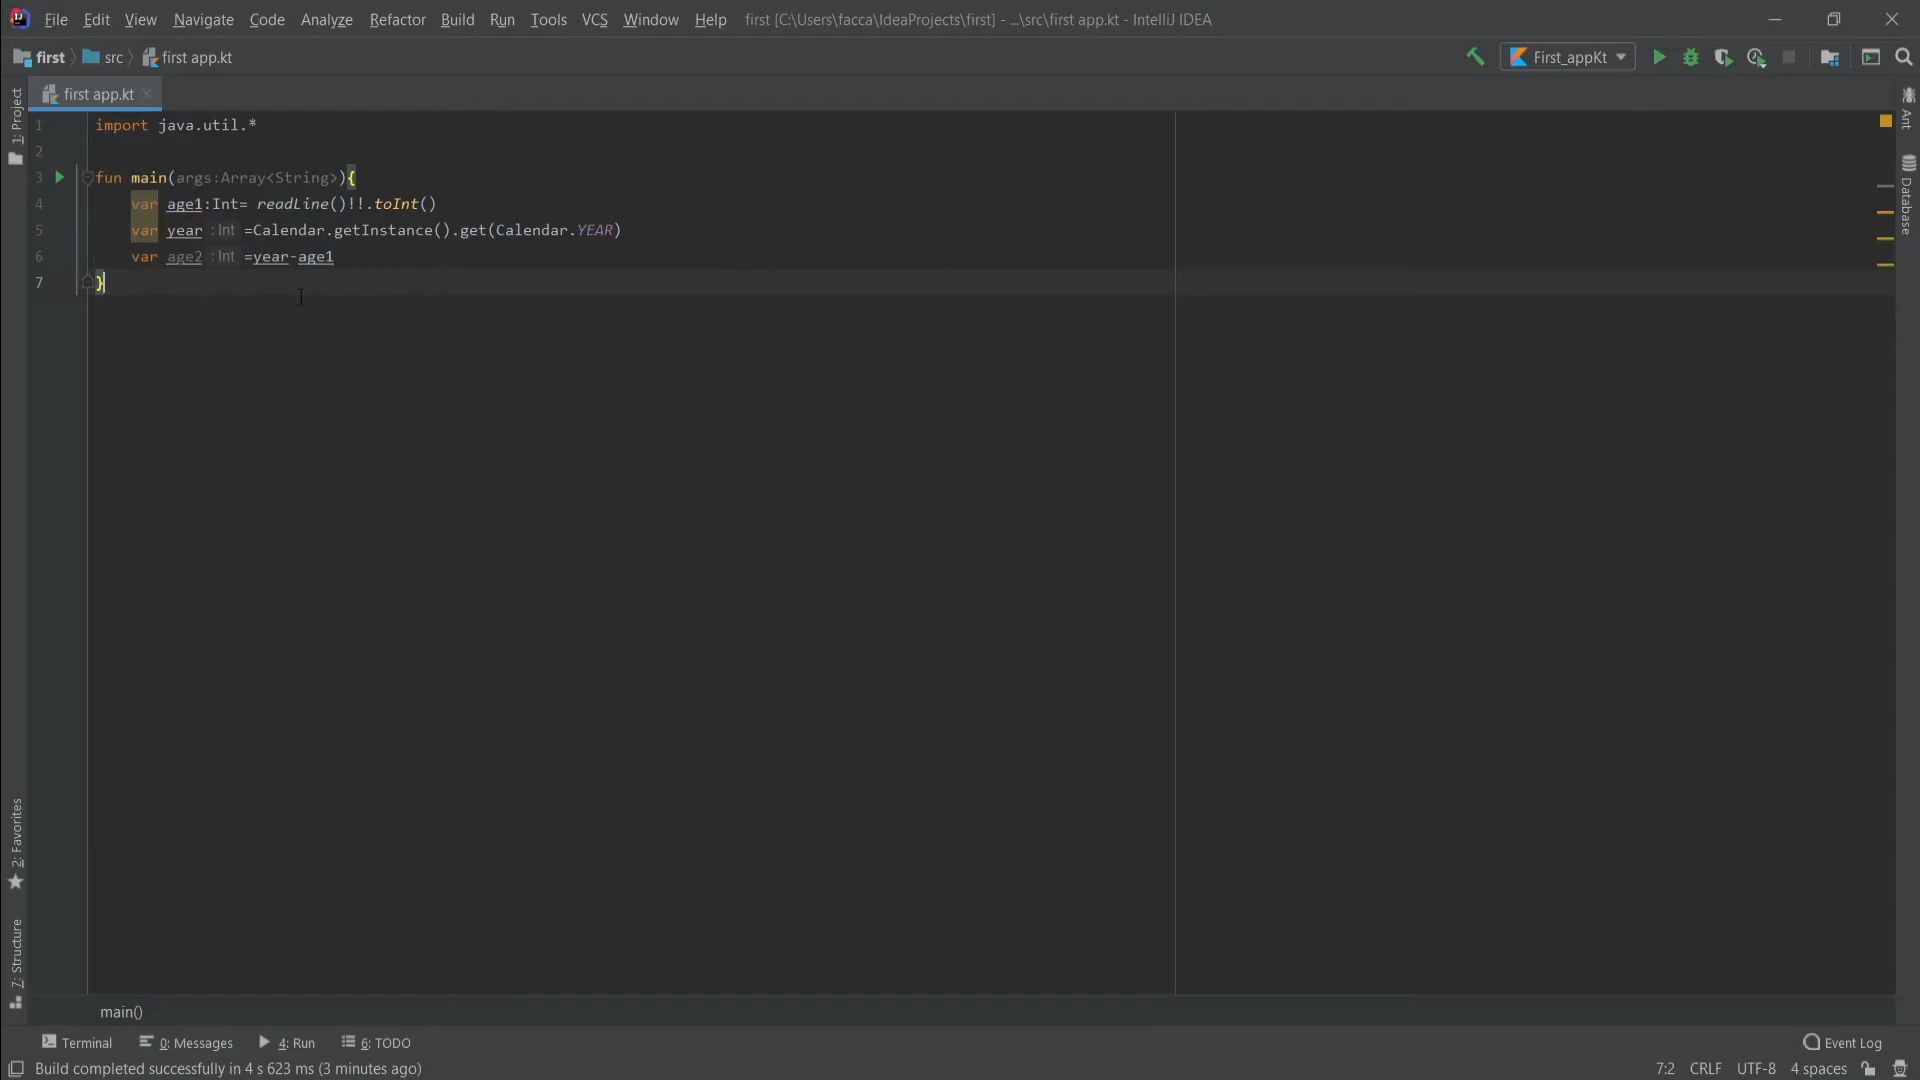 File Edit View Navigate Code Analyze Refactor Build Run Tools VCS Window Help first [C:\Users\facca\IdeaProjects\first] - ...\src\first app.kt - IntelliJ IDEA
first src first app.kt First_appKt
first app.kt
1: Project
Ant
Database
1 import java.util.*
2
3 fun main(args:Array<String>){
4 var age1:Int= readLine()!!.toInt()
5 var year : Int =Calendar.getInstance().get(Calendar.YEAR)
6 var age2 : Int =year-age1
7 }
2: Favorites
7: Structure
main()
Terminal 0: Messages 4: Run 6: TODO Event Log
Build completed successfully in 4 s 623 ms (3 minutes ago) 7:2 CRLF UTF-8 4 spaces